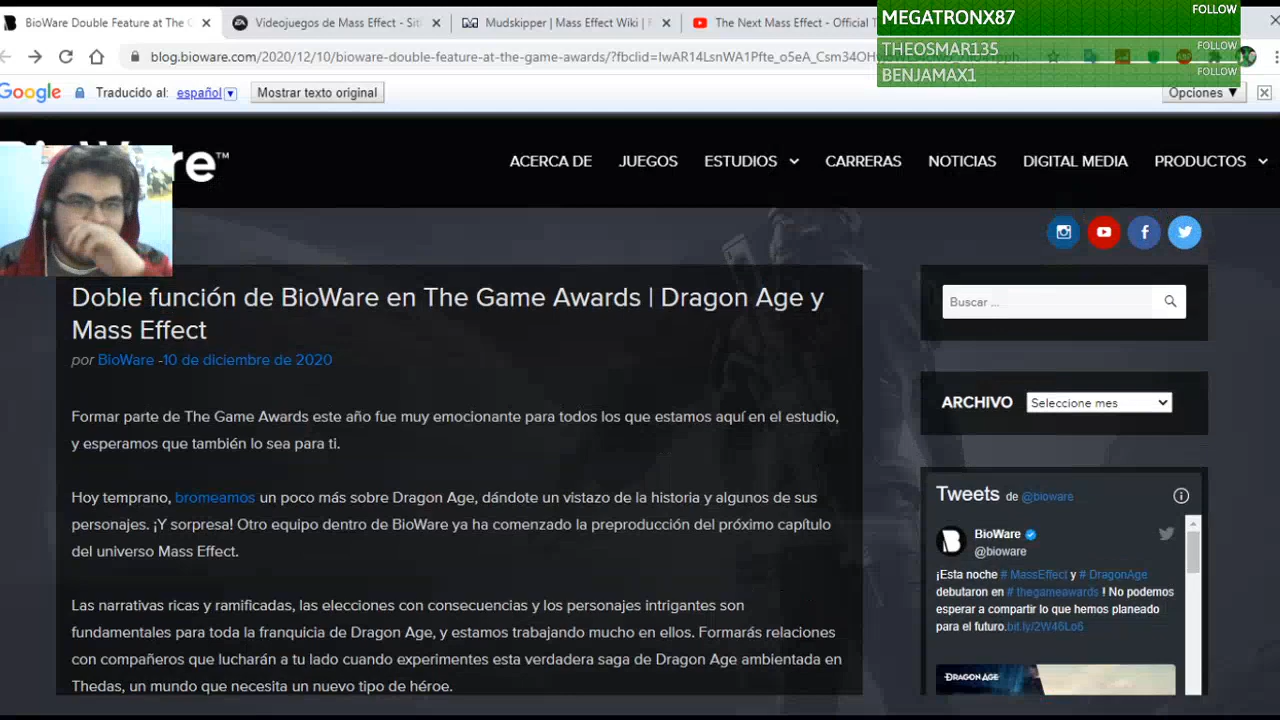 BioWare Double Feature at The G
Videojuegos de Mass Effect - Siti
Mudskipper | Mass Effect Wiki | F
The Next Mass Effect - Official T
MEGATRONX87 FOLLOW
THEOSMAR135 FOLLOW
BENJAMAX1 FOLLOW
blog.bioware.com/2020/12/10/bioware-double-feature-at-the-game-awards/?fbclid=IwAR14LsnWA1Pfte_o5eA_Csm34OH
Google Traducido al: español Mostrar texto original Opciones
re™
ACERCA DE JUEGOS ESTUDIOS CARRERAS NOTICIAS DIGITAL MEDIA PRODUCTOS
Doble función de BioWare en The Game Awards | Dragon Age y
Mass Effect
por BioWare -10 de diciembre de 2020
Formar parte de The Game Awards este año fue muy emocionante para todos los que estamos aquí en el estudio,
y esperamos que también lo sea para ti.
Hoy temprano, bromeamos un poco más sobre Dragon Age, dándote un vistazo de la historia y algunos de sus
personajes. ¡Y sorpresa! Otro equipo dentro de BioWare ya ha comenzado la preproducción del próximo capítulo
del universo Mass Effect.
Las narrativas ricas y ramificadas, las elecciones con consecuencias y los personajes intrigantes son
fundamentales para toda la franquicia de Dragon Age, y estamos trabajando mucho en ellos. Formarás relaciones
con compañeros que lucharán a tu lado cuando experimentes esta verdadera saga de Dragon Age ambientada en
Thedas, un mundo que necesita un nuevo tipo de héroe.
Buscar ...
ARCHIVO Seleccione mes
Tweets de @bioware
BioWare
@bioware
¡Esta noche # MassEffect y # DragonAge
debutaron en # thegameawards ! No podemos
esperar a compartir lo que hemos planeado
para el futuro.bit.ly/2W46Lo6
DRAGON AGE